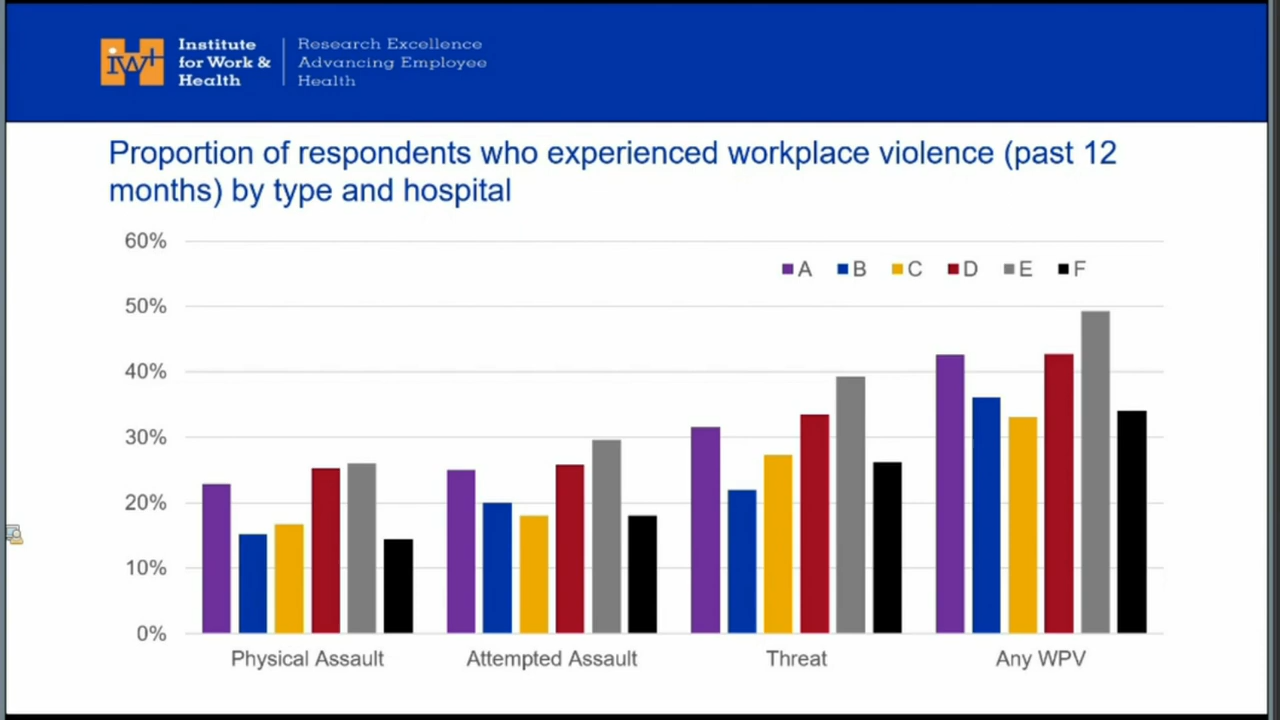 iw+
Institute
for Work &
Health
Research Excellence
Advancing Employee
Health
Proportion of respondents who experienced workplace violence (past 12
months) by type and hospital
60%
A B C D E F
50%
40%
30%
20%
10%
0%
Physical Assault Attempted Assault Threat Any WPV